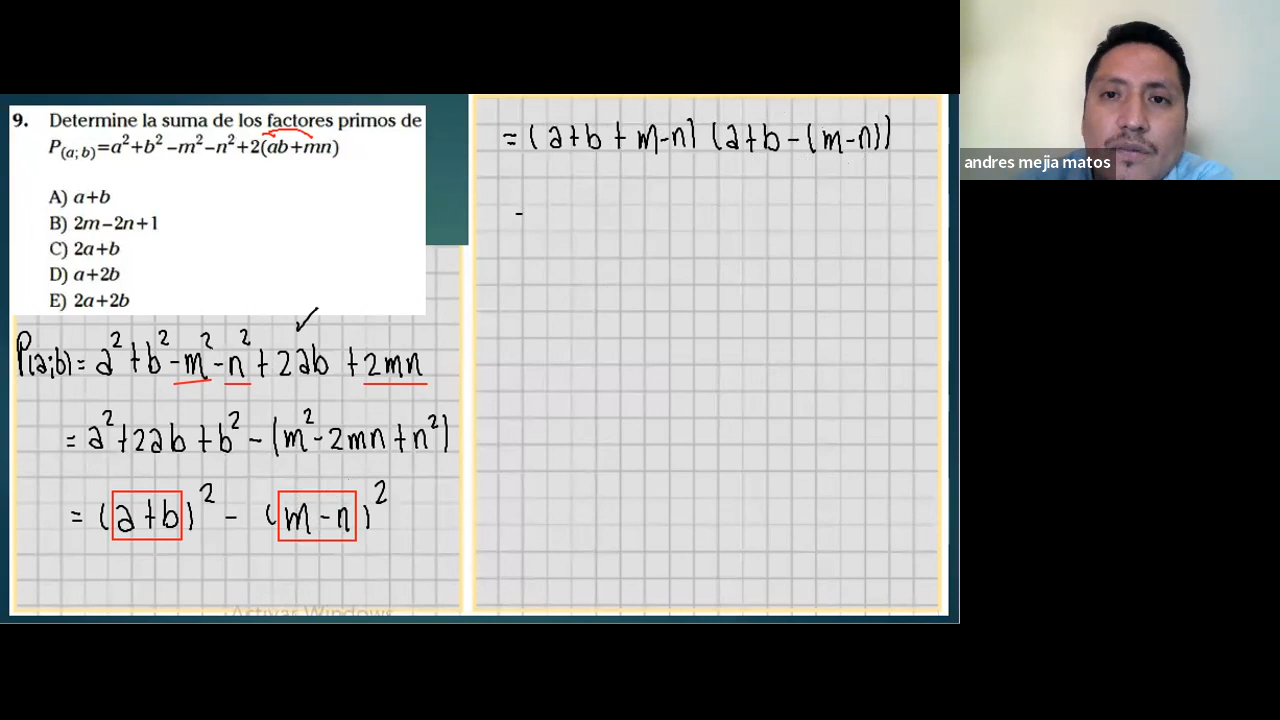 9. Determine la suma de los factores primos de
P(a; b)=a²+b²−m²−n²+2(ab+mn)
A) a+b
B) 2m−2n+1
C) 2a+b
D) a+2b
E) 2a+2b
P(a;b)= a²+b²-m²-n²+2ab+2mn
= a²+2ab+b²-(m²-2mn+n²)
= (a+b)² - (m-n)²
Activar Windows
= (a+b+m-n) (a+b-(m-n))
-
andres mejia matos